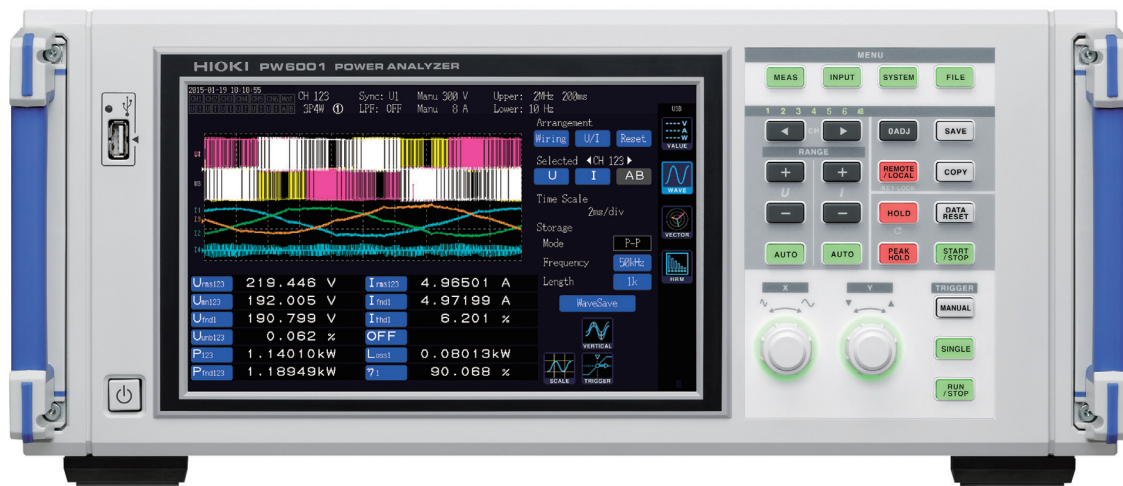 HIOKI PW6001 POWER ANALYZER
2015-01-19 10:10:55
CH 123 Sync: U1 Manu 300 V Upper: 2MHz 200ms
3P4W ① LPF: OFF Manu 8 A Lower: 10 Hz
USB
VALUE
WAVE
VECTOR
HRM
Arrangement
Wiring U/I Reset
Selected ◀CH 123▶
U I AB
Time Scale
2ms/div
Storage
Mode P-P
Frequency 50kHz
Length 1k
WaveSave
VERTICAL
SCALE TRIGGER
Urms123 219.446 V Irms123 4.96501 A
Umn123 192.005 V Ifnd1 4.97199 A
Ufnd1 190.799 V Ithd1 6.201 %
Uunb123 0.062 % OFF
P123 1.14010kW Loss1 0.08013kW
Pfnd123 1.18949kW η1 90.068 %
MENU
MEAS INPUT SYSTEM FILE
1 2 3 4 5 6
◀ CH ▶ 0ADJ SAVE
RANGE
+ + REMOTE /LOCAL COPY
KEY LOCK
U I
− − HOLD DATA RESET
AUTO AUTO PEAK HOLD START /STOP
X Y TRIGGER
MANUAL
SINGLE
RUN /STOP